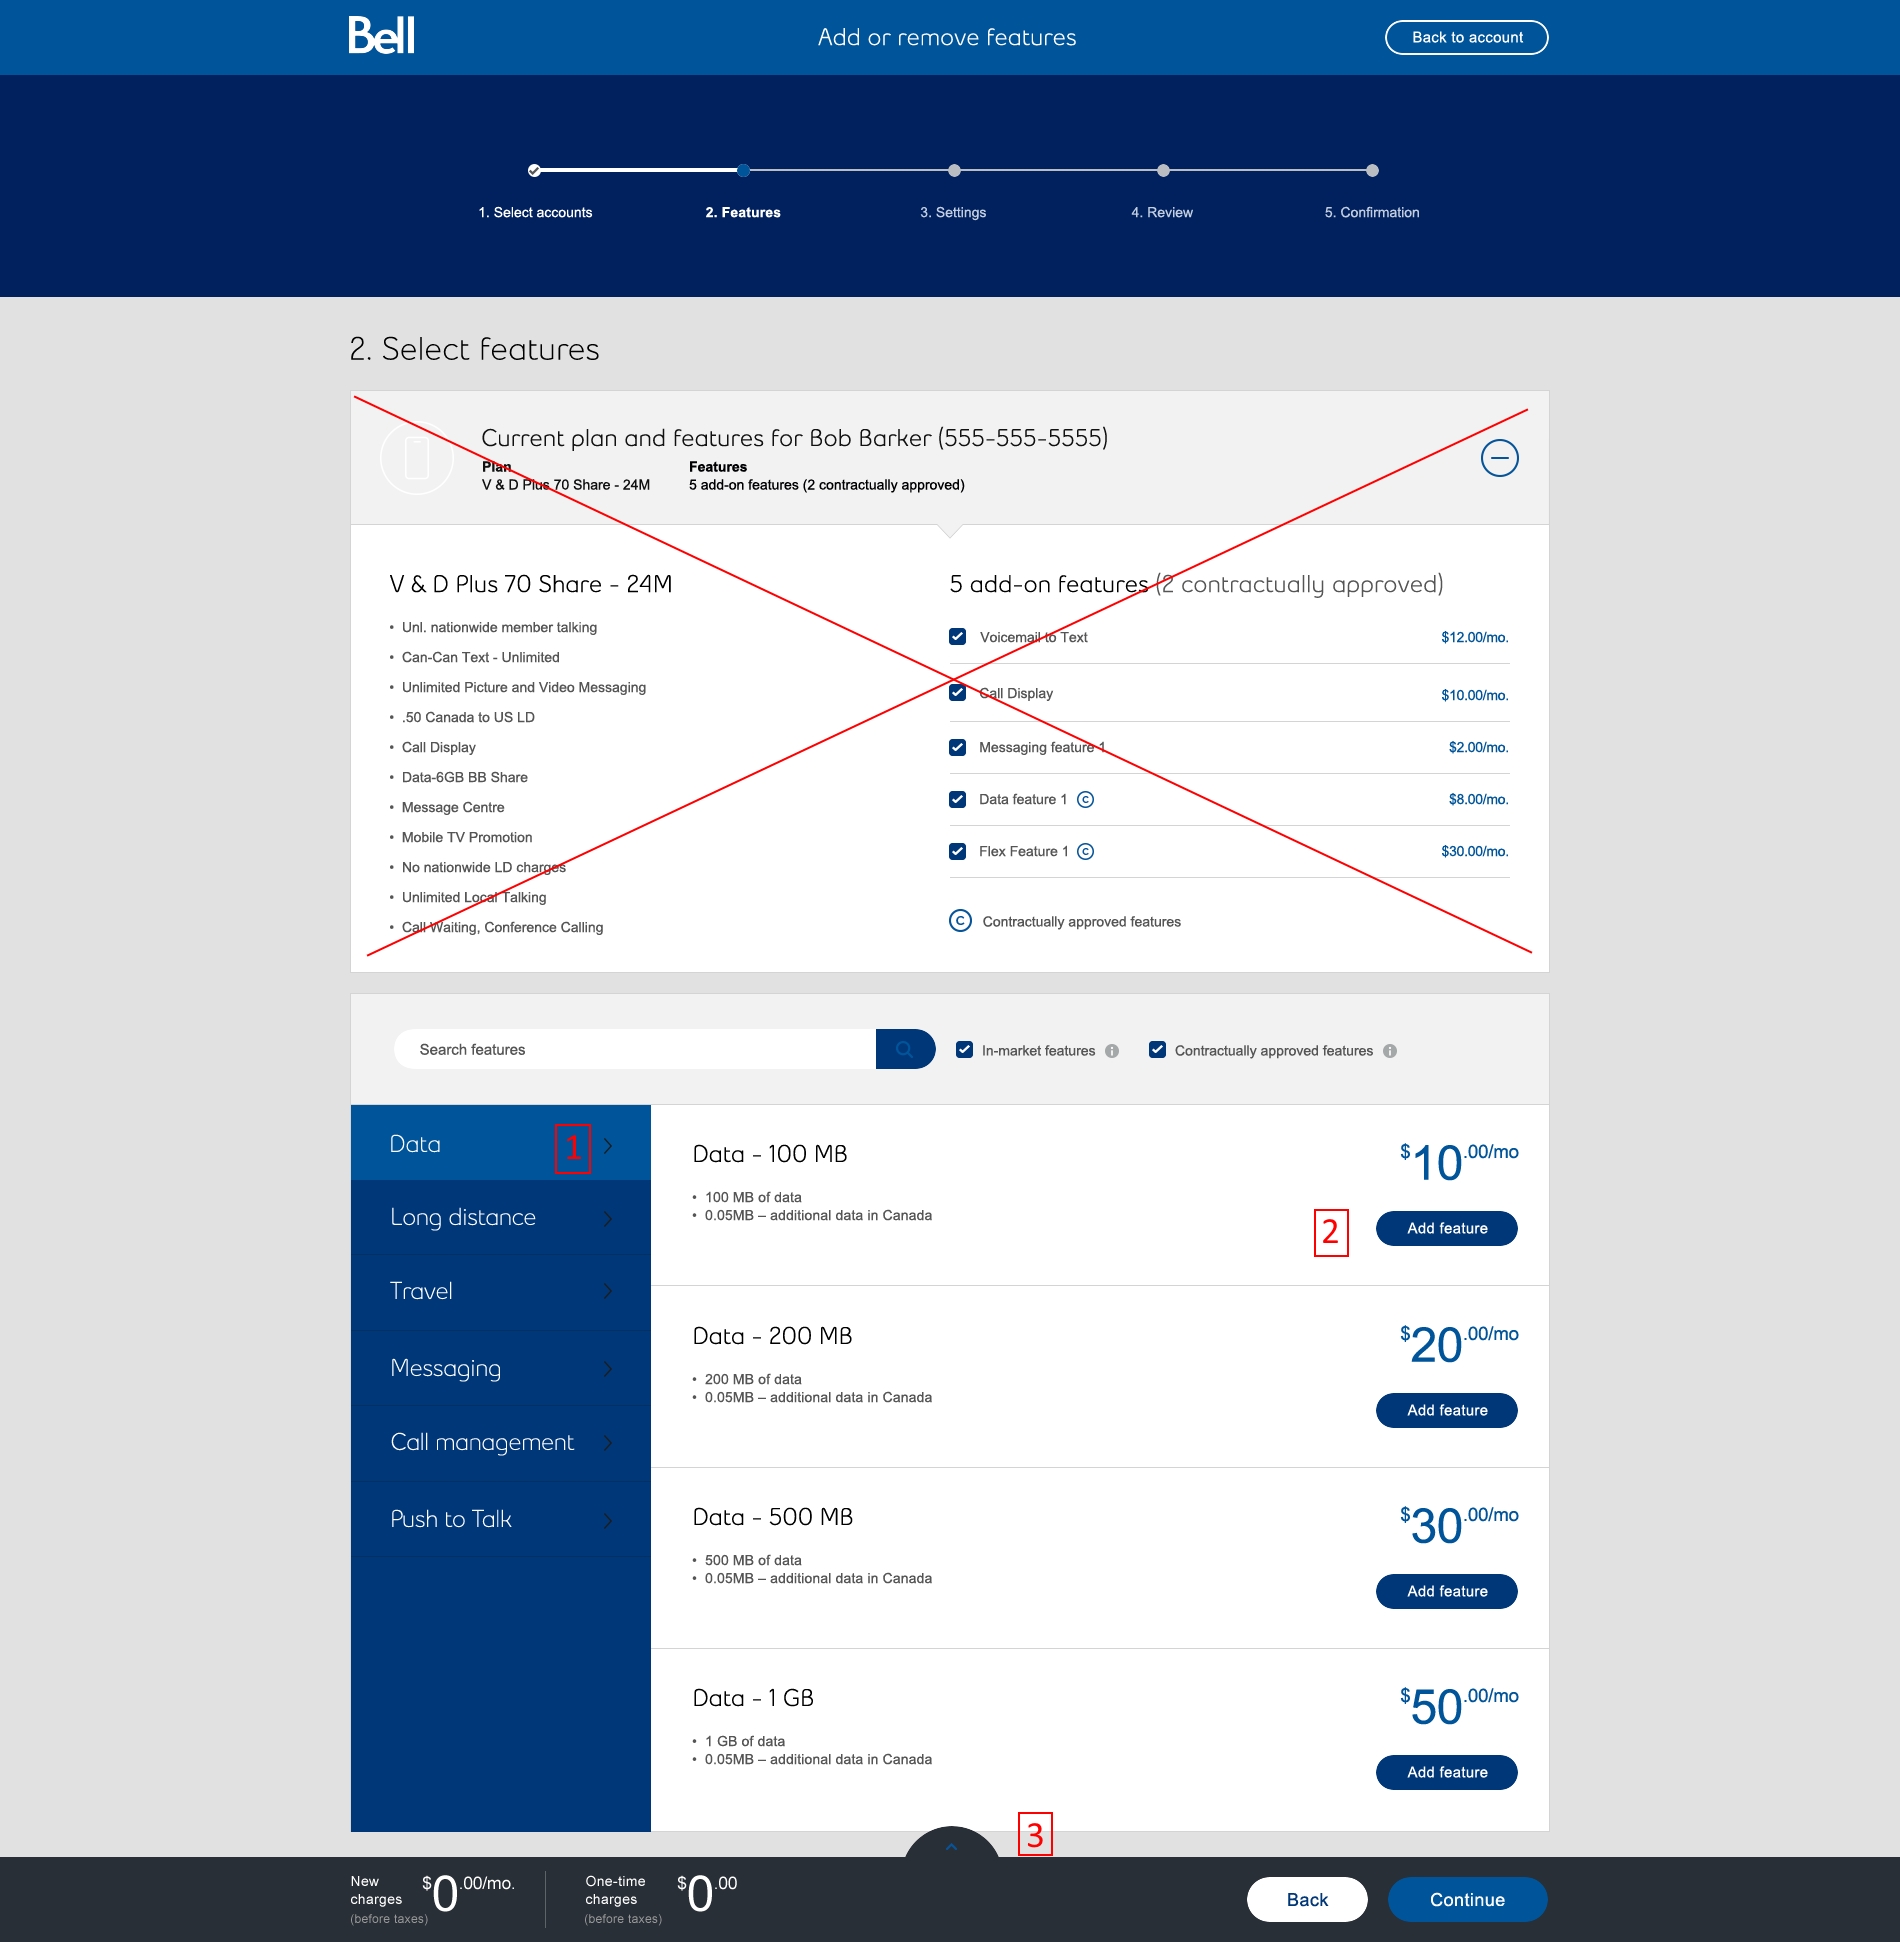 Bell
Add or remove features
Back to account
1. Select accounts
2. Features
3. Settings
4. Review
5. Confirmation
2. Select features
Current plan and features for Bob Barker (555-555-5555)
Plan
Features
V & D Plus 70 Share - 24M
5 add-on features (2 contractually approved)
V & D Plus 70 Share - 24M
• Unl. nationwide member talking
• Can-Can Text - Unlimited
• Unlimited Picture and Video Messaging
• .50 Canada to US LD
• Call Display
• Data-6GB BB Share
• Message Centre
• Mobile TV Promotion
• No nationwide LD charges
• Unlimited Local Talking
• Call Waiting, Conference Calling
5 add-on features (2 contractually approved)
Voicemail to Text $12.00/mo.
Call Display $10.00/mo.
Messaging feature 1 $2.00/mo.
Data feature 1 C $8.00/mo.
Flex Feature 1 C $30.00/mo.
C Contractually approved features
Search features
In-market features i
Contractually approved features i
Data 1
Long distance
Travel
Messaging
Call management
Push to Talk
Data - 100 MB
$10.00/mo
• 100 MB of data
• 0.05MB – additional data in Canada
2
Add feature
Data - 200 MB
$20.00/mo
• 200 MB of data
• 0.05MB – additional data in Canada
Add feature
Data - 500 MB
$30.00/mo
• 500 MB of data
• 0.05MB – additional data in Canada
Add feature
Data - 1 GB
$50.00/mo
• 1 GB of data
• 0.05MB – additional data in Canada
Add feature
3
New
charges
(before taxes)
$0.00/mo.
One-time
charges
(before taxes)
$0.00
Back
Continue